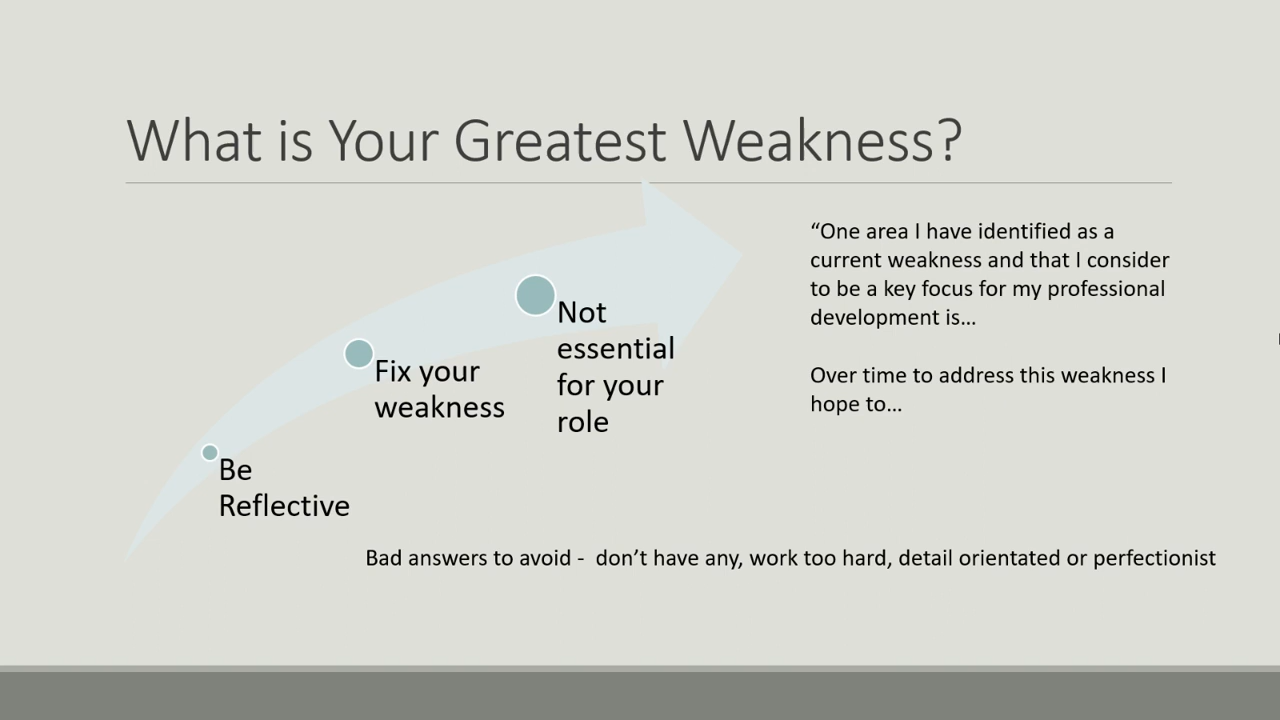 What is Your Greatest Weakness?
Be
Reflective
Fix your
weakness
Not
essential
for your
role
“One area I have identified as a
current weakness and that I consider
to be a key focus for my professional
development is…
Over time to address this weakness I
hope to…
Bad answers to avoid -  don’t have any, work too hard, detail orientated or perfectionist